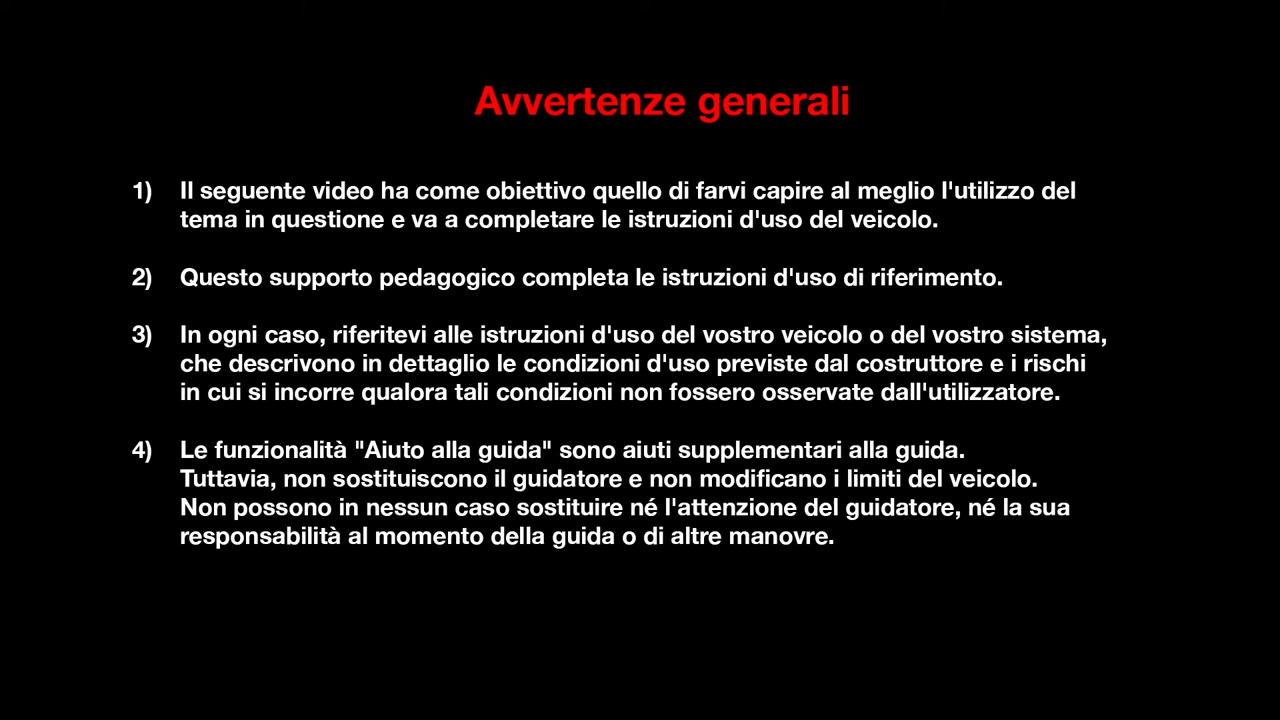 Avvertenze generali
1) Il seguente video ha come obiettivo quello di farvi capire al meglio l'utilizzo del
tema in questione e va a completare le istruzioni d'uso del veicolo.
2) Questo supporto pedagogico completa le istruzioni d'uso di riferimento.
3) In ogni caso, riferitevi alle istruzioni d'uso del vostro veicolo o del vostro sistema,
che descrivono in dettaglio le condizioni d'uso previste dal costruttore e i rischi
in cui si incorre qualora tali condizioni non fossero osservate dall'utilizzatore.
4) Le funzionalità "Aiuto alla guida" sono aiuti supplementari alla guida.
Tuttavia, non sostituiscono il guidatore e non modificano i limiti del veicolo.
Non possono in nessun caso sostituire né l'attenzione del guidatore, né la sua
responsabilità al momento della guida o di altre manovre.